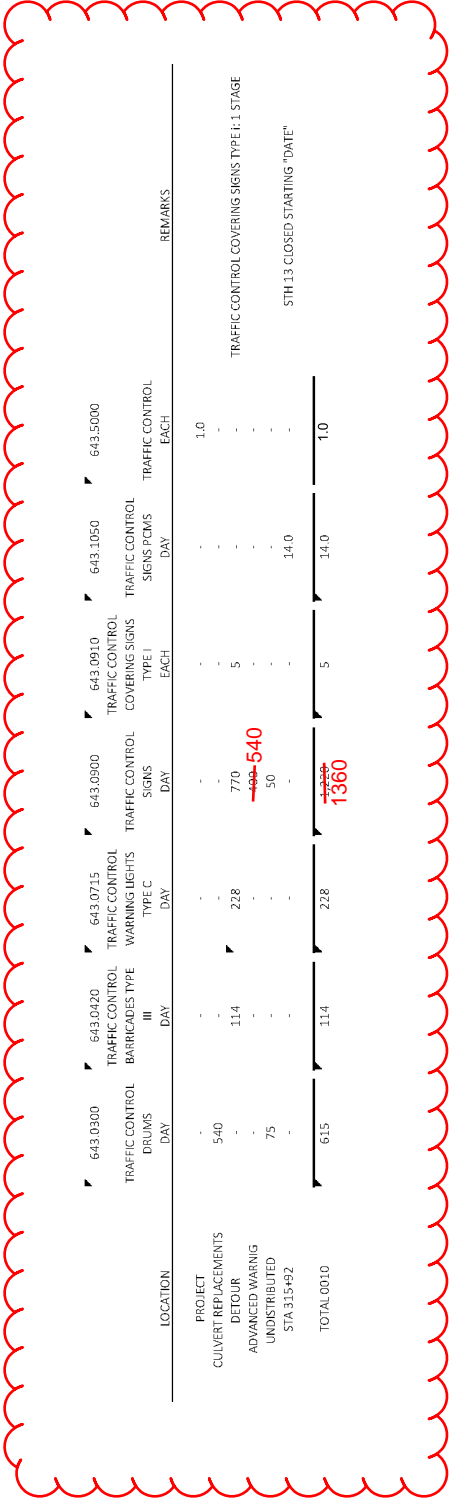 643.0300 643.0420 643.0715 643.0900 643.0910 643.1050 643.5000
TRAFFIC CONTROL TRAFFIC CONTROL TRAFFIC CONTROL
TRAFFIC CONTROL BARRICADES TYPE WARNING LIGHTS TRAFFIC CONTROL COVERING SIGNS TRAFFIC CONTROL
DRUMS III TYPE C SIGNS TYPE I SIGNS PCMS TRAFFIC CONTROL
LOCATION DAY DAY DAY DAY EACH DAY EACH REMARKS
PROJECT - - - - - - 1.0
CULVERT REPLACEMENTS 540 - - - - - -
DETOUR - 114 228 770 5 - - TRAFFIC CONTROL COVERING SIGNS TYPE i: 1 STAGE
ADVANCED WARNIG - - - 400 540 - - -
UNDISTRIBUTED 75 - - 50 - - -
STA 315+92 - - - - - 14.0 - STH 13 CLOSED STARTING "DATE"
TOTAL 0010 615 114 228 1,220 5 14.0 1.0
1360